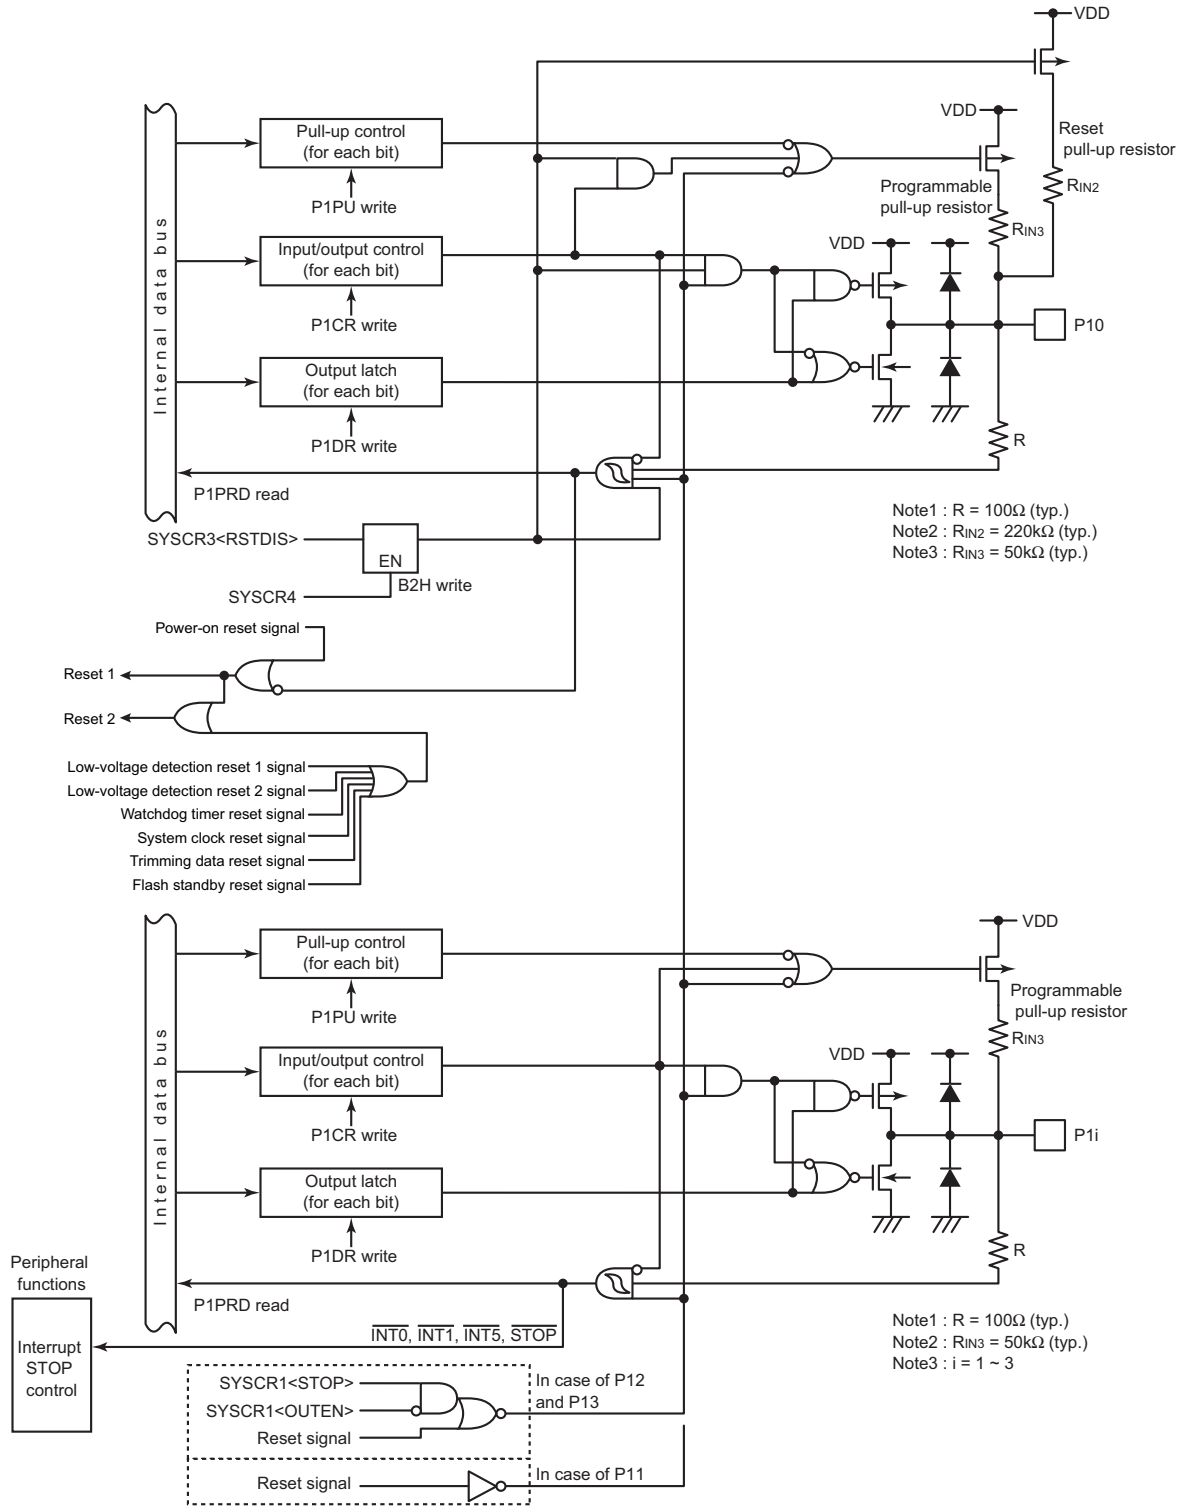 VDD
VDD
Reset
pull-up resistor
RIN2
Pull-up control
(for each bit)
P1PU write
Programmable
pull-up resistor
RIN3
Internal data bus
Input/output control
(for each bit)
P1CR write
VDD
P10
Output latch
(for each bit)
P1DR write
R
P1PRD read
Note1 : R = 100Ω (typ.)
Note2 : RIN2 = 220kΩ (typ.)
Note3 : RIN3 = 50kΩ (typ.)
SYSCR3<RSTDIS>
EN
B2H write
SYSCR4
Power-on reset signal
Reset 1
Reset 2
Low-voltage detection reset 1 signal
Low-voltage detection reset 2 signal
Watchdog timer reset signal
System clock reset signal
Trimming data reset signal
Flash standby reset signal
VDD
Pull-up control
(for each bit)
P1PU write
Programmable
pull-up resistor
RIN3
Internal data bus
Input/output control
(for each bit)
P1CR write
VDD
P1i
Output latch
(for each bit)
P1DR write
R
Peripheral
functions
P1PRD read
INT0, INT1, INT5, STOP
Interrupt
STOP
control
Note1 : R = 100Ω (typ.)
Note2 : RIN3 = 50kΩ (typ.)
Note3 : i = 1 ~ 3
SYSCR1<STOP>
SYSCR1<OUTEN>
Reset signal
In case of P12
and P13
Reset signal
In case of P11